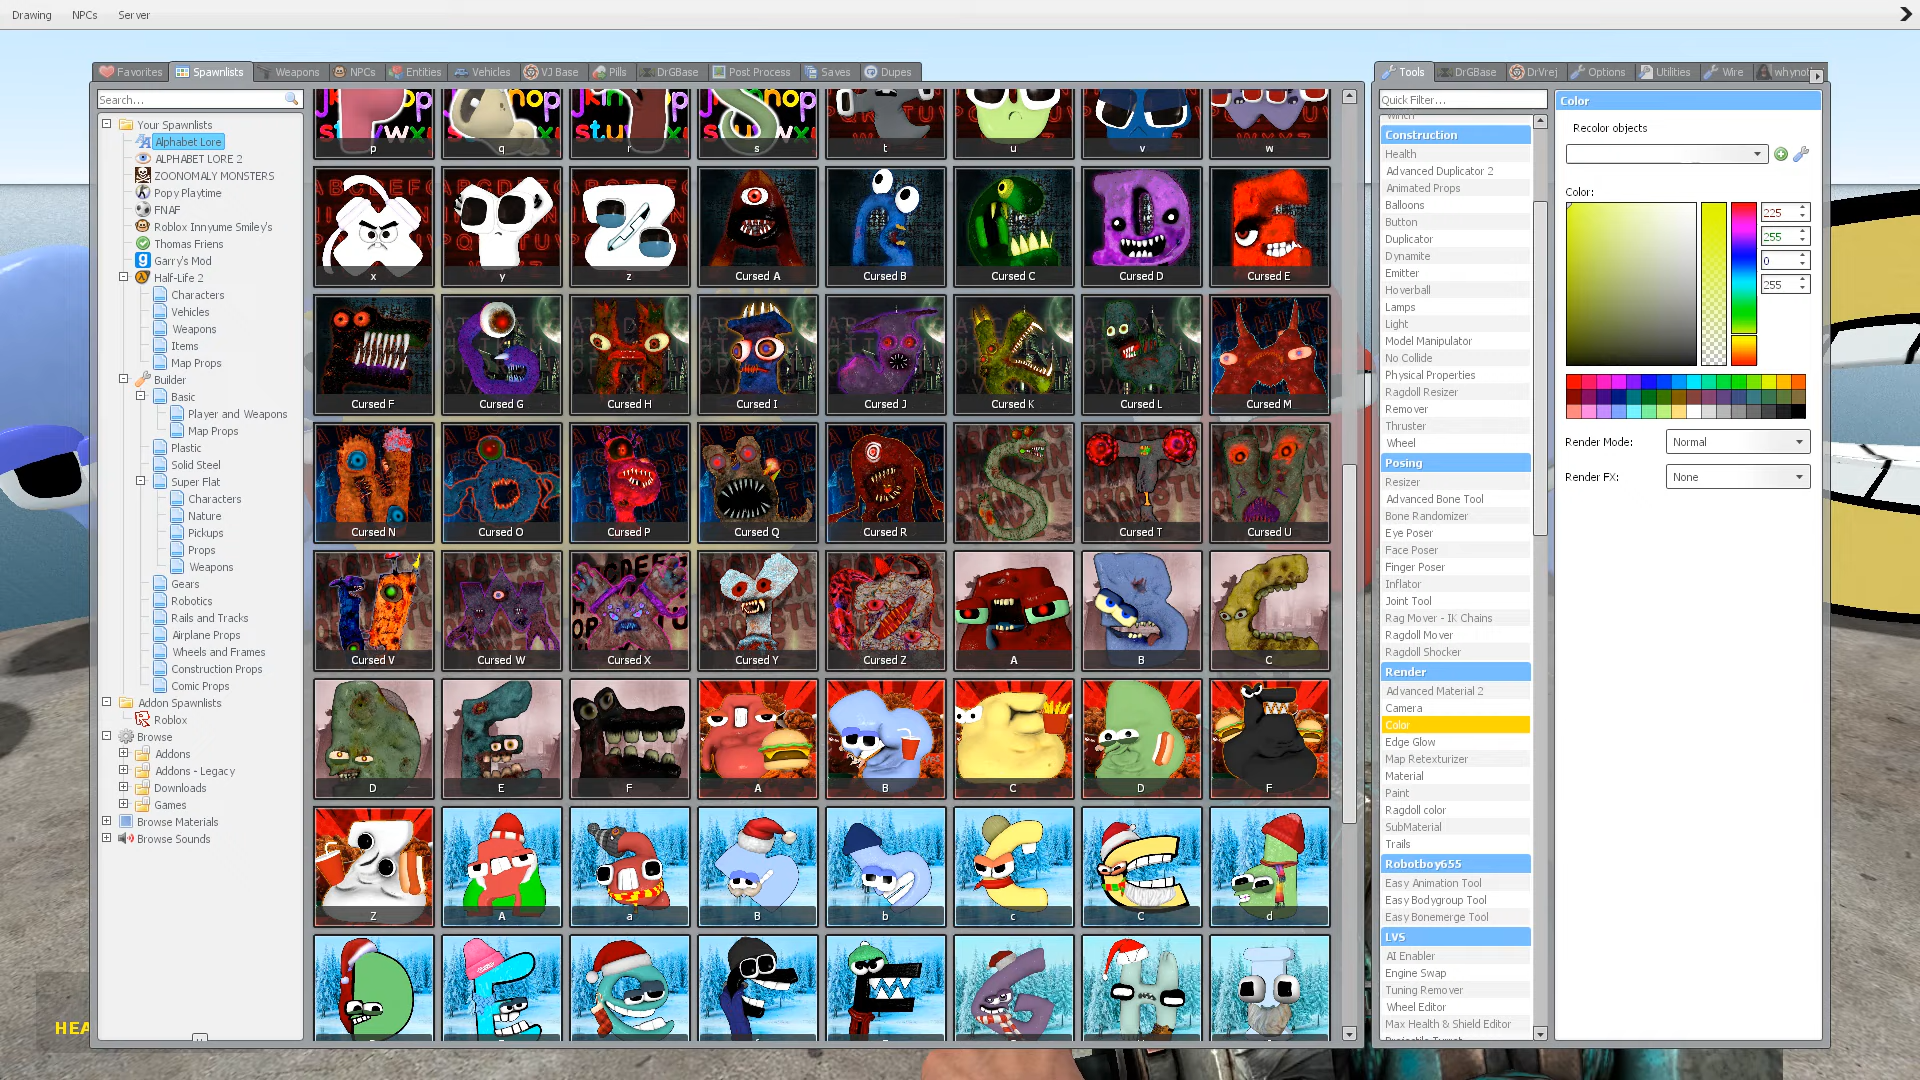 Drawing NPCs Server
Favorites Spawnlists Weapons NPCs Entities Vehicles VJ Base Pills DrGBase Post Process Saves Dupes
Search...
Your Spawnlists
Alphabet Lore
ALPHABET LORE 2
ZOONOMALY MONSTERS
Popy Playtime
FNAF
Roblox Innyume Smiley's
Thomas Friens
Garry's Mod
Half-Life 2
Characters
Vehicles
Weapons
Items
Map Props
Builder
Basic
Player and Weapons
Map Props
Plastic
Solid Steel
Super Flat
Characters
Nature
Pickups
Props
Weapons
Gears
Robotics
Rails and Tracks
Airplane Props
Wheels and Frames
Construction Props
Comic Props
Addon Spawnlists
Roblox
Browse
Addons
Addons - Legacy
Downloads
Games
Browse Materials
Browse Sounds
HEA
p q r s t u v w
x y z Cursed A Cursed B Cursed C Cursed D Cursed E
Cursed F Cursed G Cursed H Cursed I Cursed J Cursed K Cursed L Cursed M
Cursed N Cursed O Cursed P Cursed Q Cursed R Cursed T Cursed U
Cursed V Cursed W Cursed X Cursed Y Cursed Z A B C
D E F A B C D F
Z A a B b c C d
Tools DrGBase DrVrej Options Utilities Wire whynot
Quick Filter...
Winch
Construction
Health
Advanced Duplicator 2
Animated Props
Balloons
Button
Duplicator
Dynamite
Emitter
Hoverball
Lamps
Light
Model Manipulator
No Collide
Physical Properties
Ragdoll Resizer
Remover
Thruster
Wheel
Posing
Resizer
Advanced Bone Tool
Bone Randomizer
Eye Poser
Face Poser
Finger Poser
Inflator
Joint Tool
Rag Mover - IK Chains
Ragdoll Mover
Ragdoll Shocker
Render
Advanced Material 2
Camera
Color
Edge Glow
Map Retexturizer
Material
Paint
Ragdoll color
SubMaterial
Trails
Robotboy655
Easy Animation Tool
Easy Bodygroup Tool
Easy Bonemerge Tool
LVS
AI Enabler
Engine Swap
Tuning Remover
Wheel Editor
Max Health & Shield Editor
Projectile Turret
Color
Recolor objects
Color:
225
255
0
255
Render Mode: Normal
Render FX: None